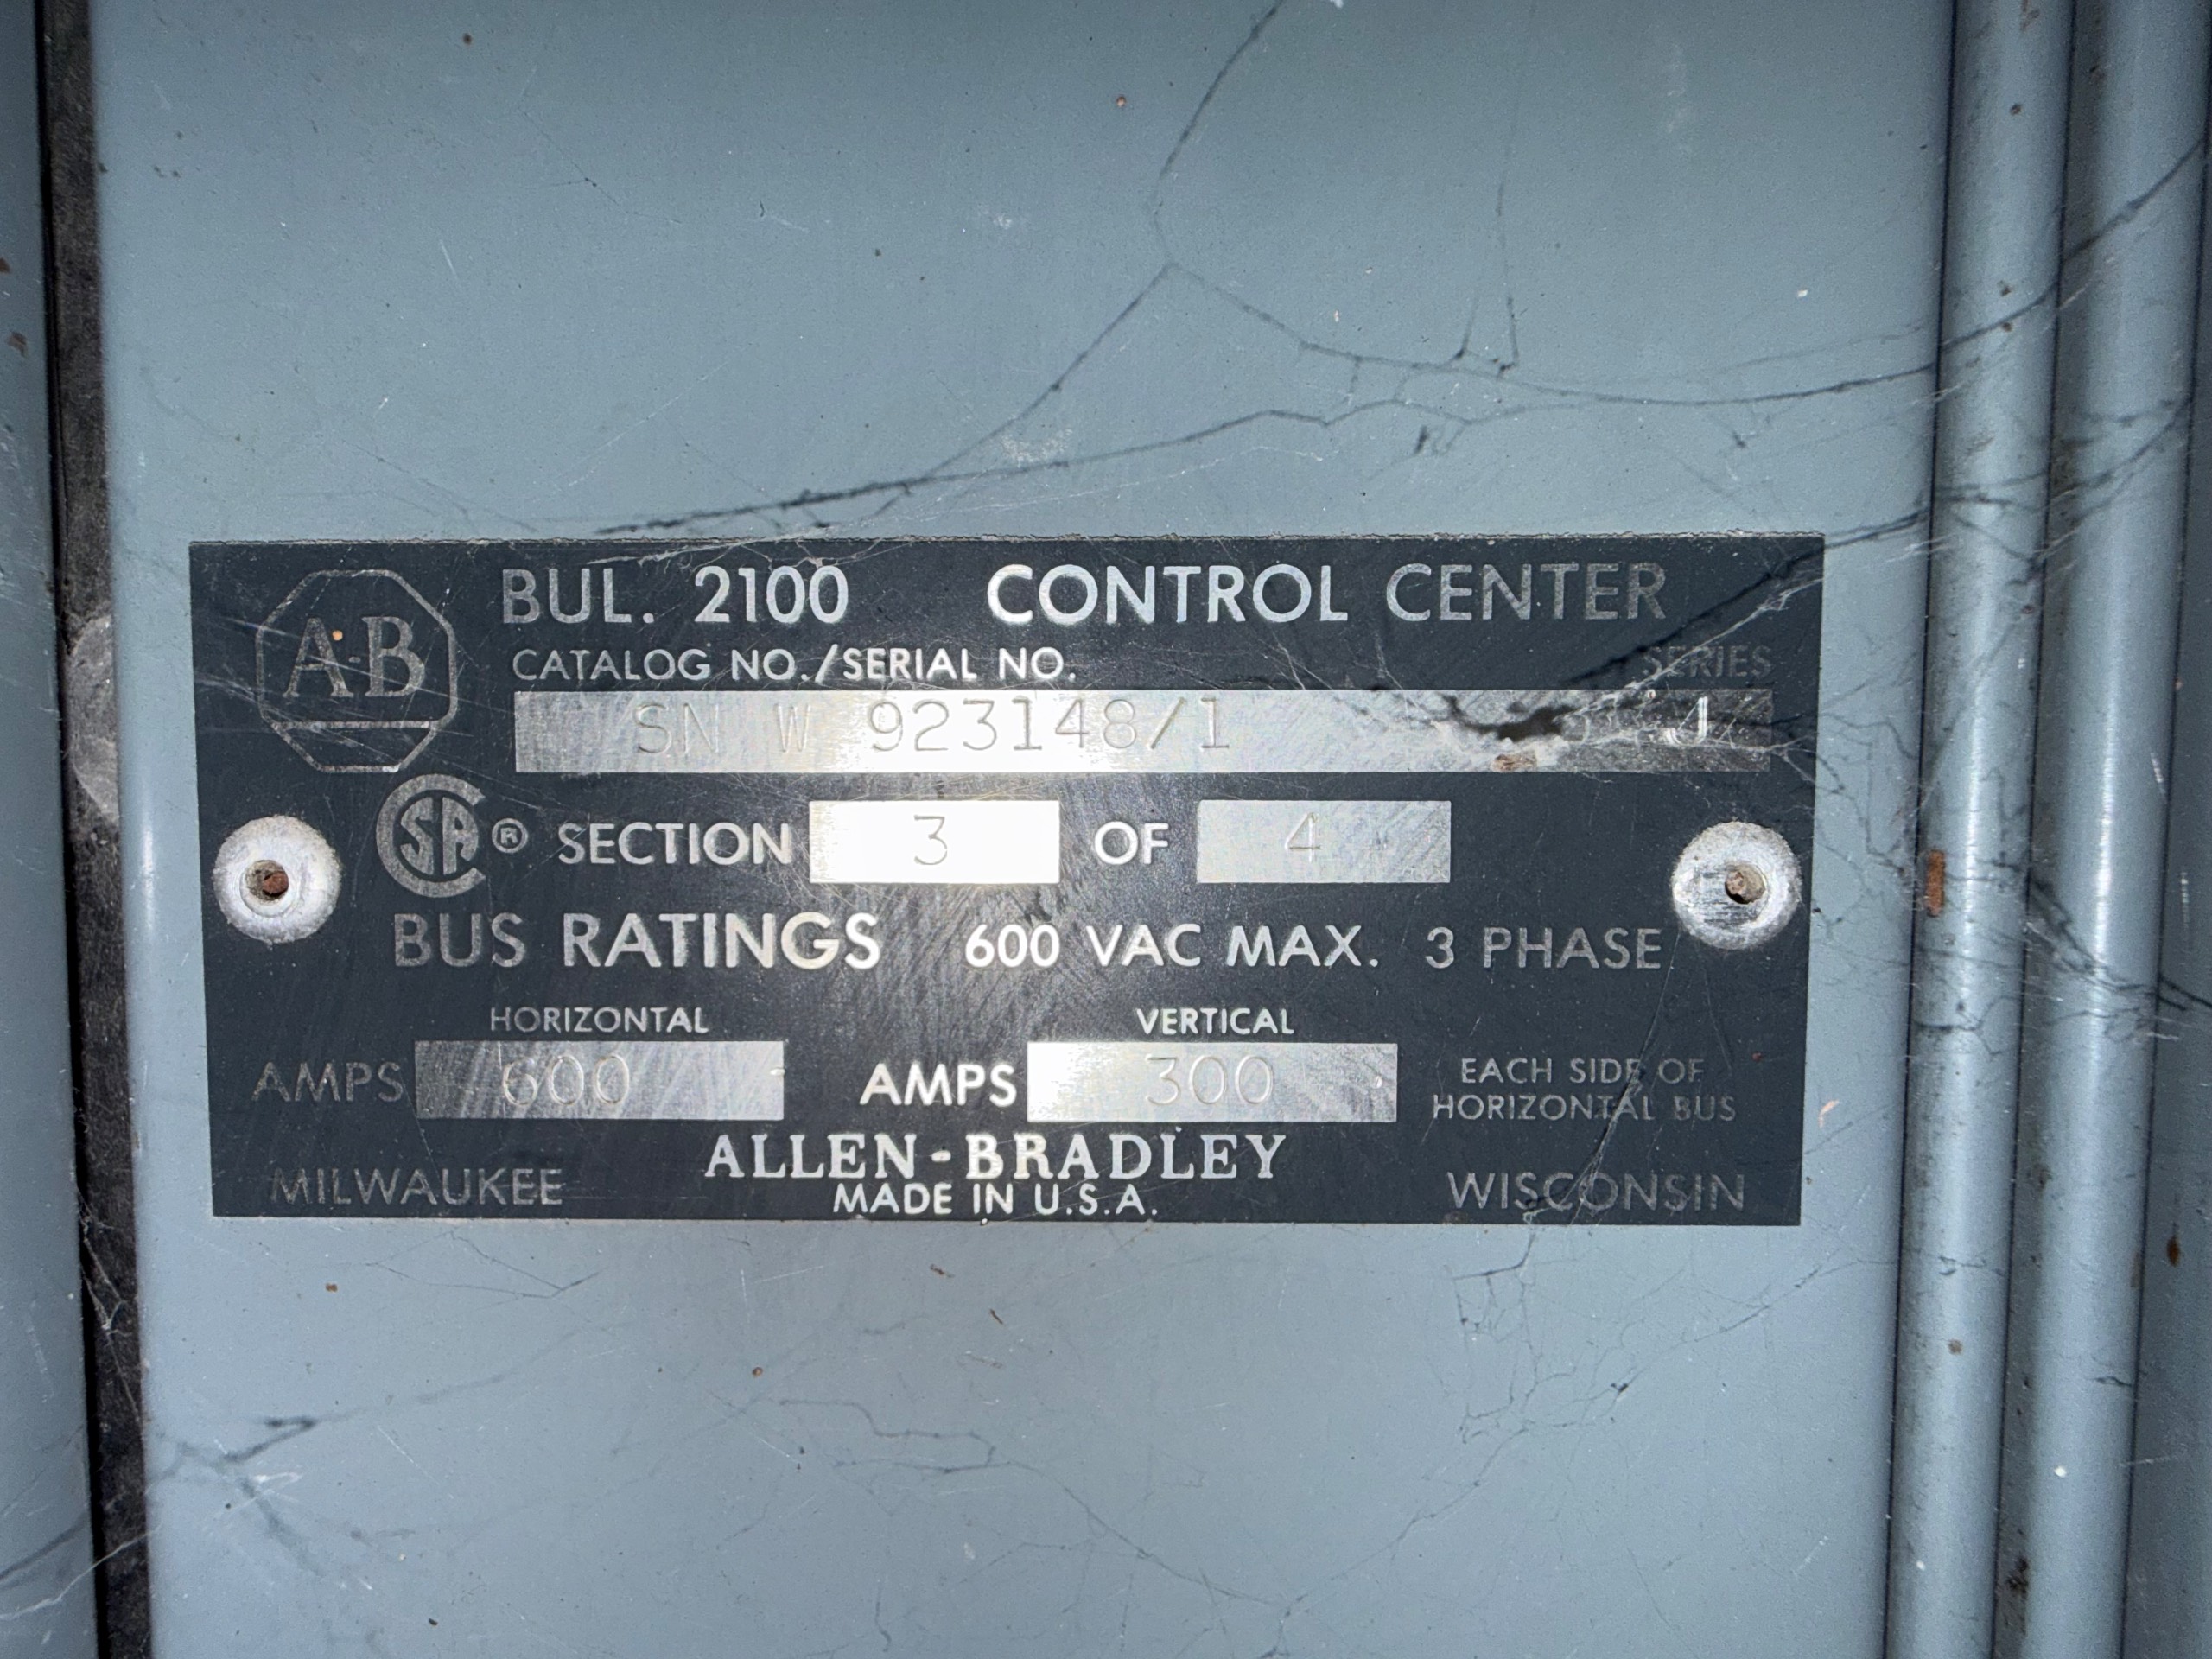 A-B
BUL. 2100 CONTROL CENTER
CATALOG NO./SERIAL NO. SERIES
SN W 923148/1 J
SA ® SECTION 3 OF 4
BUS RATINGS 600 VAC MAX. 3 PHASE
HORIZONTAL VERTICAL
AMPS 600 AMPS 300 EACH SIDE OF
HORIZONTAL BUS
ALLEN-BRADLEY
MILWAUKEE MADE IN U.S.A. WISCONSIN